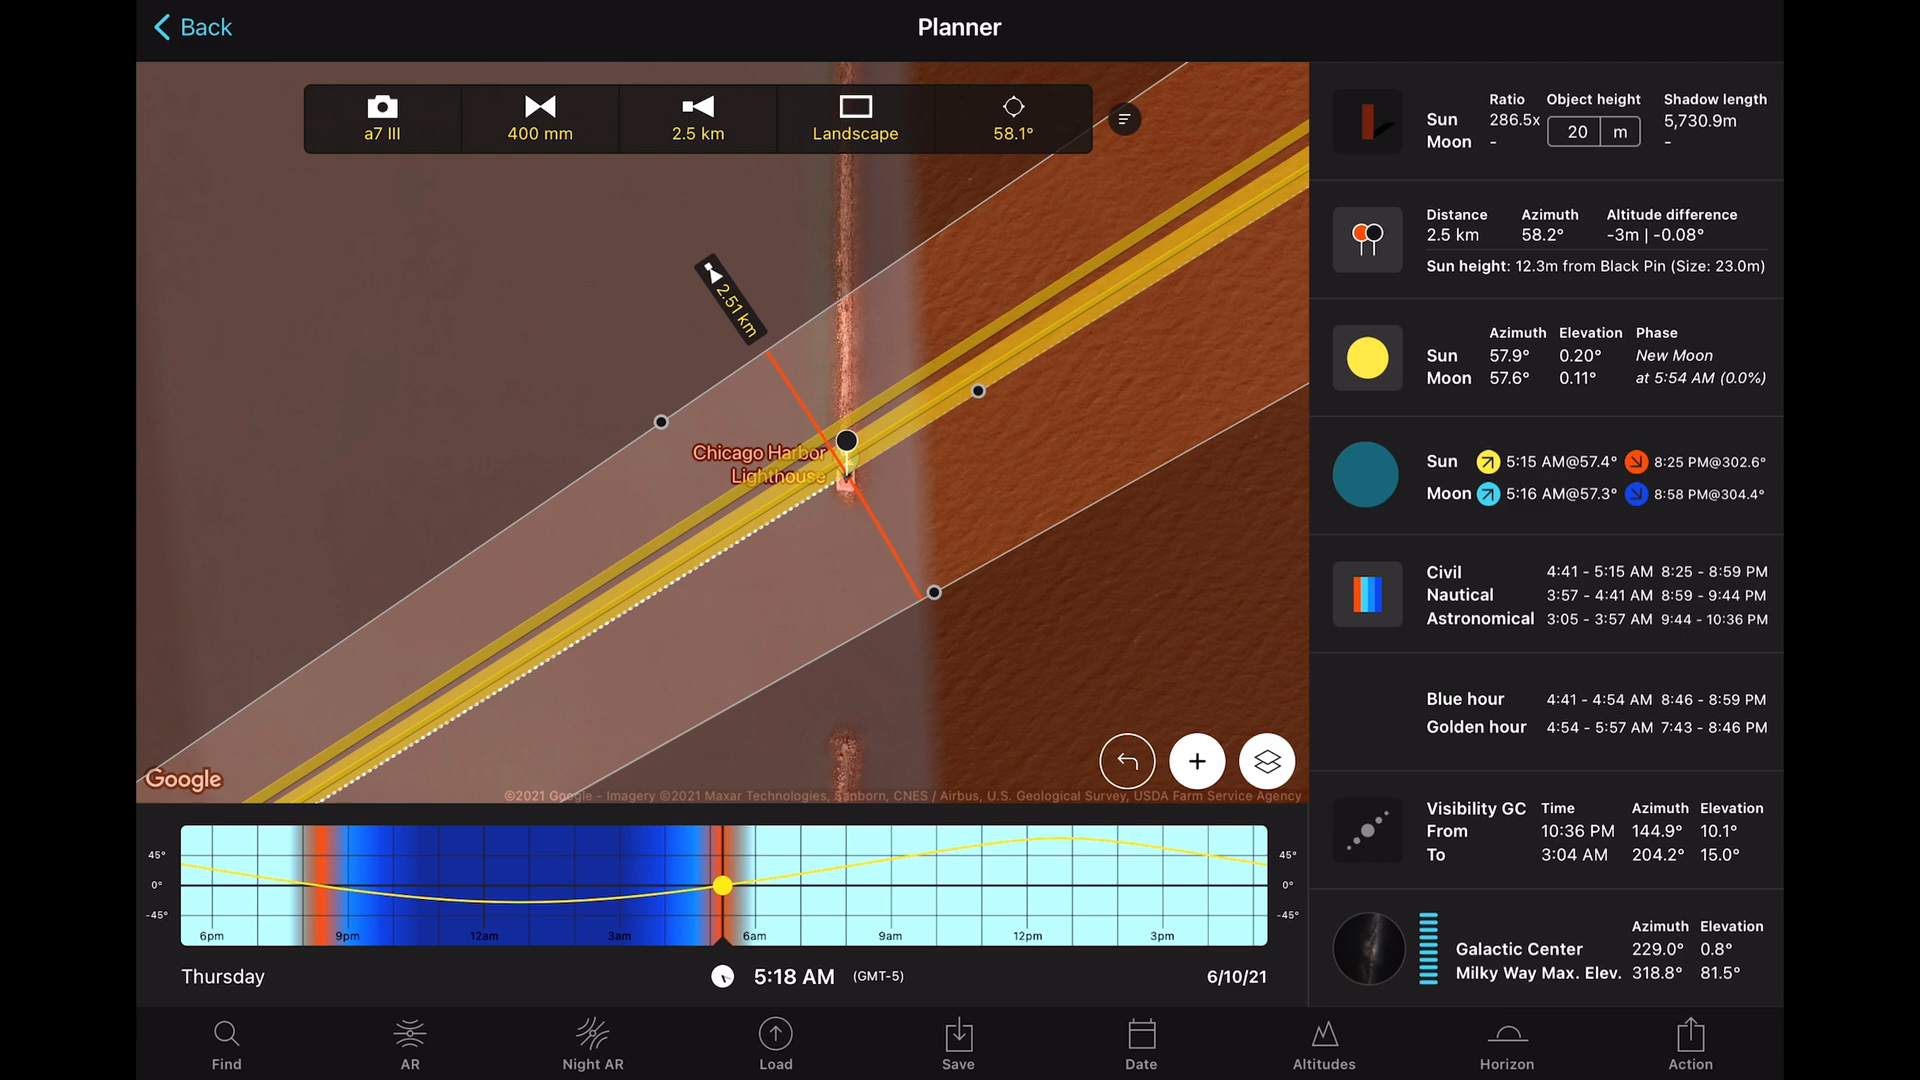 Back
Planner
a7 III
400 mm
2.5 km
Landscape
58.1°
2.51 km
Chicago Harbor
Lighthouse
Google
©2021 Google - Imagery ©2021 Maxar Technologies, Sanborn, CNES / Airbus, U.S. Geological Survey, USDA Farm Service Agency
Ratio Object height Shadow length
Sun 286.5x 20 m 5,730.9m
Moon - -
Distance Azimuth Altitude difference
2.5 km 58.2° -3m | -0.08°
Sun height: 12.3m from Black Pin (Size: 23.0m)
Azimuth Elevation Phase
Sun 57.9° 0.20° New Moon
Moon 57.6° 0.11° at 5:54 AM (0.0%)
Sun 5:15 AM@57.4° 8:25 PM@302.6°
Moon 5:16 AM@57.3° 8:58 PM@304.4°
Civil 4:41 - 5:15 AM 8:25 - 8:59 PM
Nautical 3:57 - 4:41 AM 8:59 - 9:44 PM
Astronomical 3:05 - 3:57 AM 9:44 - 10:36 PM
Blue hour 4:41 - 4:54 AM 8:46 - 8:59 PM
Golden hour 4:54 - 5:57 AM 7:43 - 8:46 PM
Visibility GC Time Azimuth Elevation
From 10:36 PM 144.9° 10.1°
To 3:04 AM 204.2° 15.0°
Azimuth Elevation
Galactic Center 229.0° 0.8°
Milky Way Max. Elev. 318.8° 81.5°
45° 45°
0° 0°
-45° -45°
6pm 9pm 12am 3am 6am 9am 12pm 3pm
Thursday 5:18 AM (GMT-5) 6/10/21
Find AR Night AR Load Save Date Altitudes Horizon Action